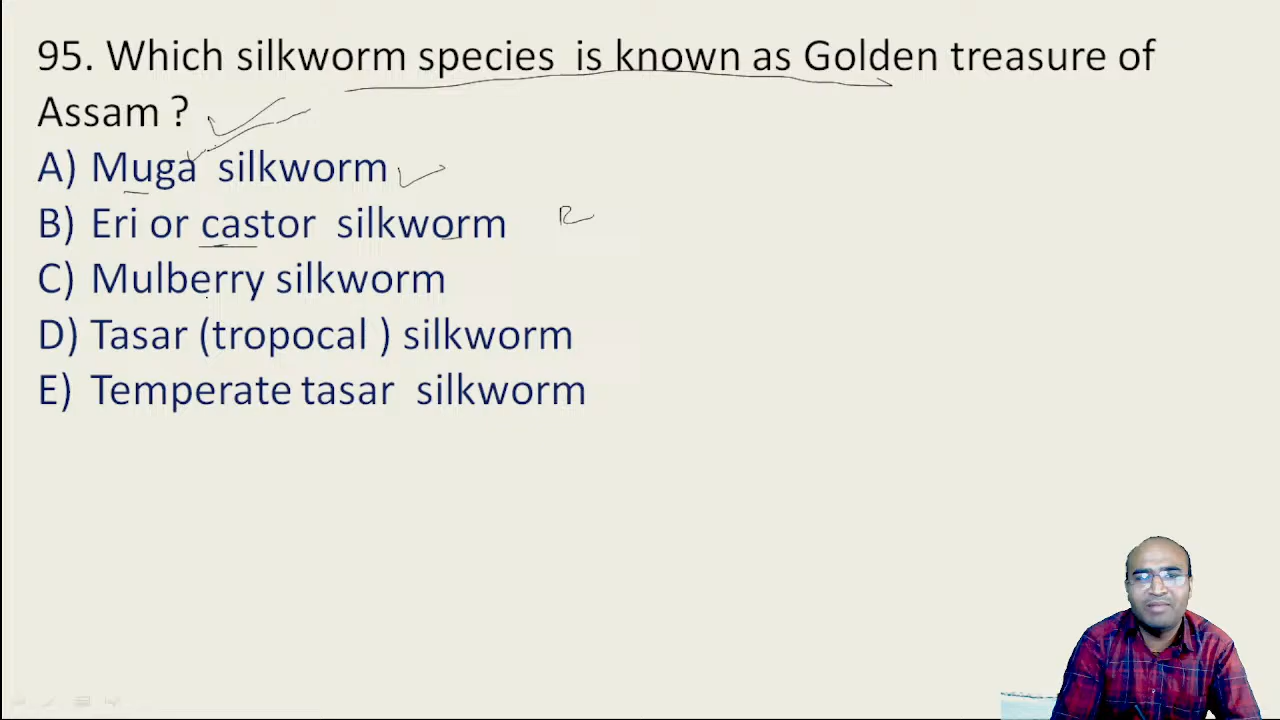 95. Which silkworm species is known as Golden treasure of
Assam ?
A) Muga silkworm
B) Eri or castor silkworm
C) Mulberry silkworm
D) Tasar (tropocal ) silkworm
E) Temperate tasar silkworm